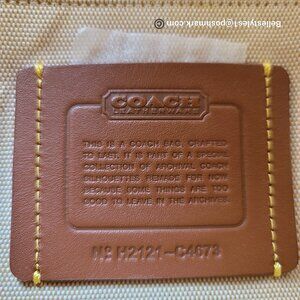 Bellestyles1@poshmark.com
COACH
LEATHERWARE
THIS IS A COACH BAG, CRAFTED
TO LAST. IT IS PART OF A SPECIAL
COLLECTION OF ARCHIVAL COACH
SILHOUETTES REMADE FOR NOW
BECAUSE SOME THINGS ARE TOO
GOOD TO LEAVE IN THE ARCHIVES.
Nº H2121-C4673